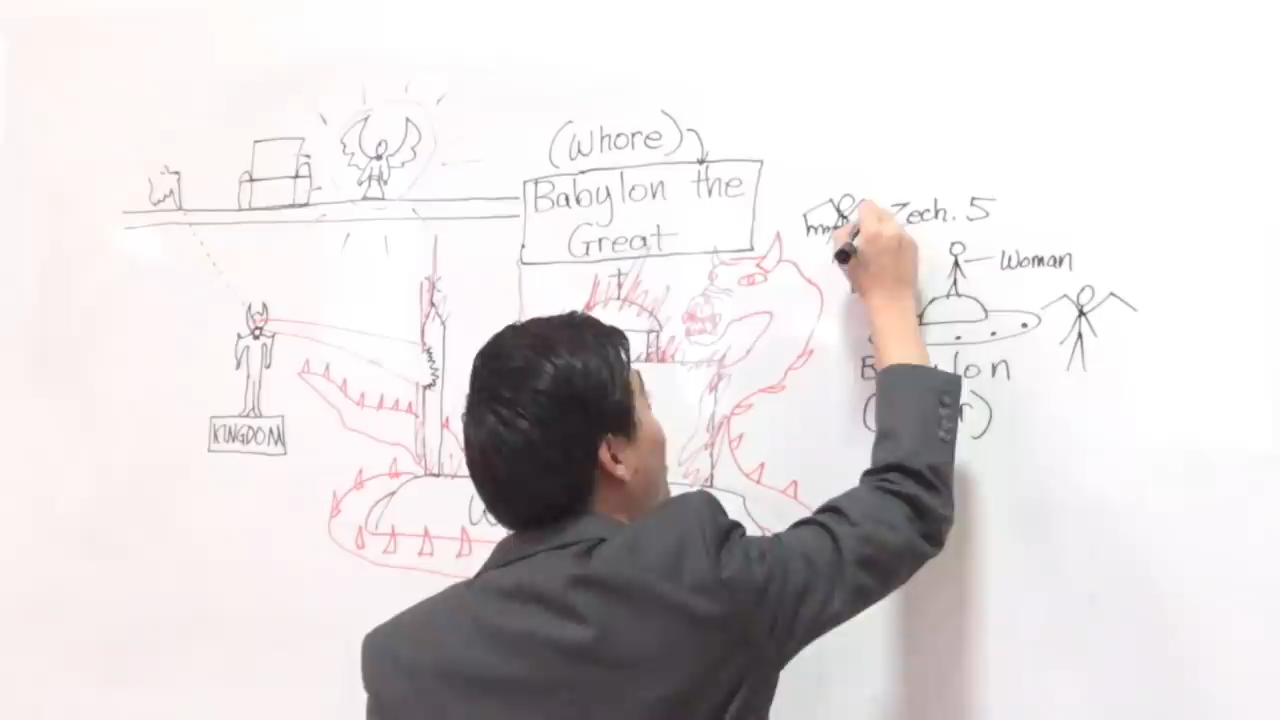 (Whore)
Babylon the
Great
Zech. 5
Woman
KINGDOM